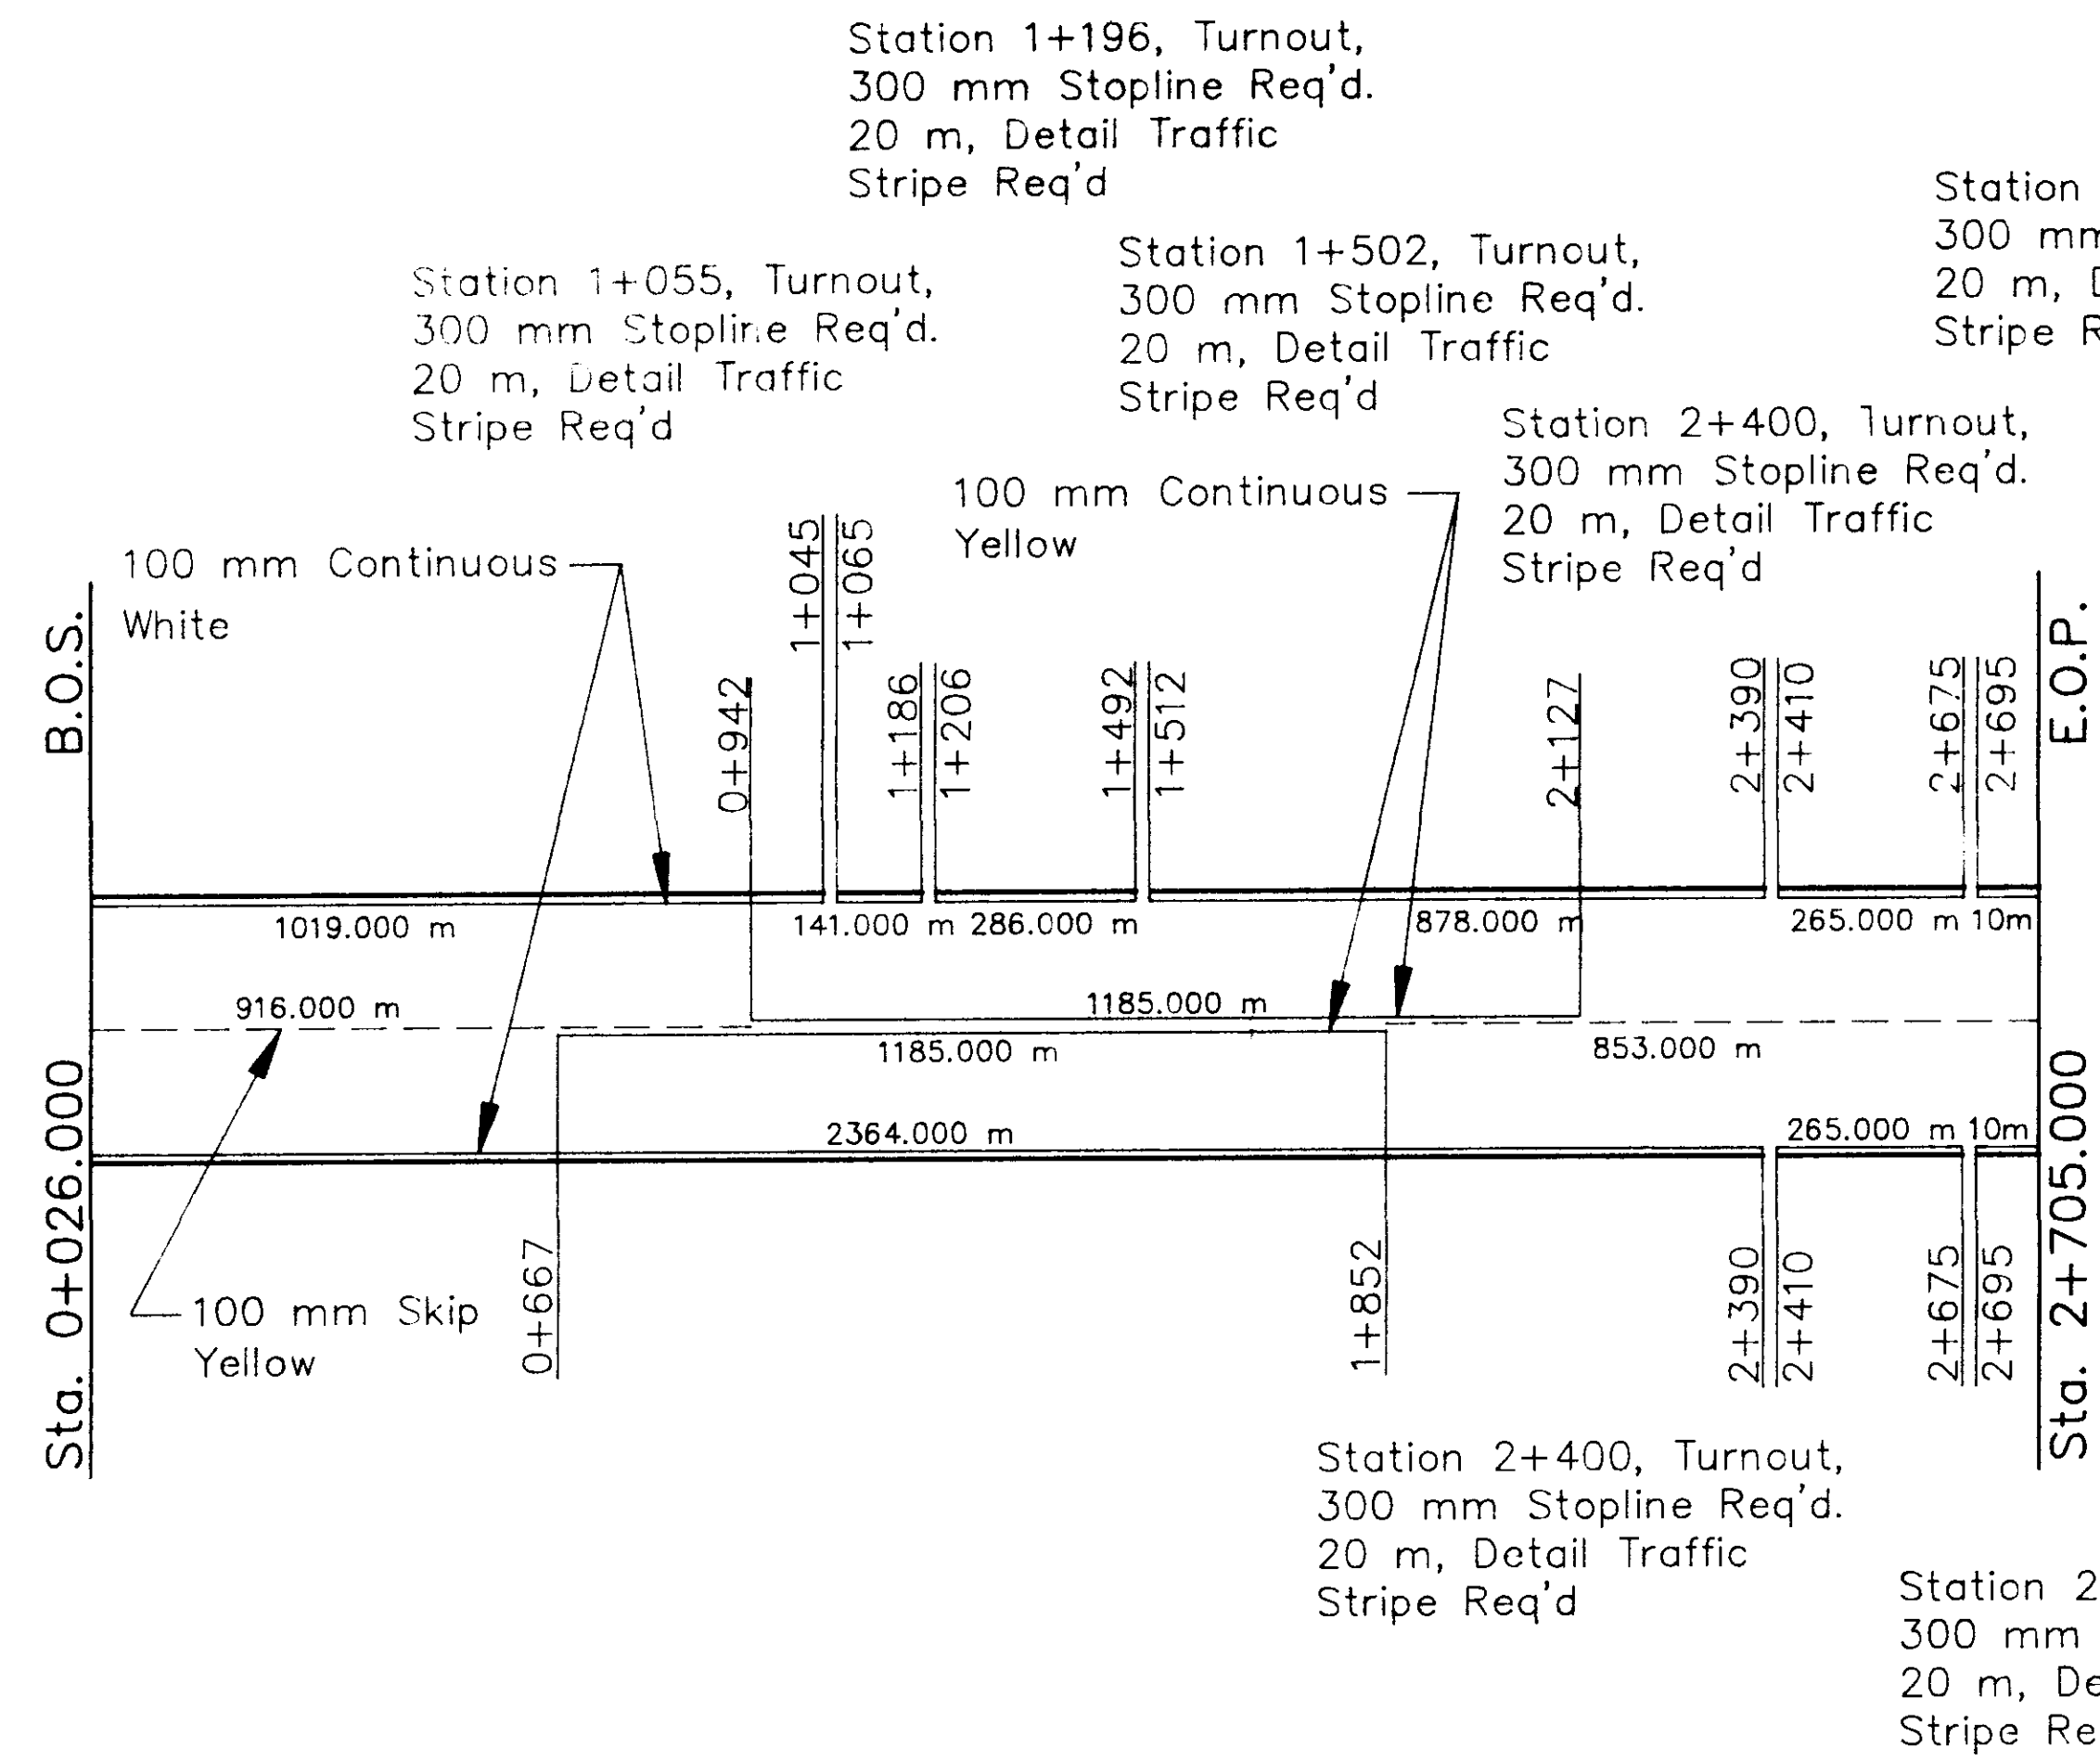 Station 1+196, Turnout,
300 mm Stopline Req'd.
20 m, Detail Traffic
Stripe Req'd
Station
300 mm
20 m,
Stripe
Station 1+055, Turnout,
300 mm Stopline Req'd.
20 m, Detail Traffic
Stripe Req'd
Station 1+502, Turnout,
300 mm Stopline Req'd.
20 m, Detail Traffic
Stripe Req'd
Station 2+400, Turnout,
300 mm Stopline Req'd.
20 m, Detail Traffic
Stripe Req'd
100 mm Continuous
Yellow
100 mm Continuous
White
B.O.S.
Sta. 0+026.000
0+942
1+045
1+065
1+186
1+206
1+492
1+512
2+127
2+390
2+410
2+675
2+695
E.O.P.
Sta. 2+705.000
1019.000 m
141.000 m
286.000 m
878.000 m
265.000 m
10m
916.000 m
1185.000 m
1185.000 m
853.000 m
2364.000 m
265.000 m
10m
0+667
1+852
2+390
2+410
2+675
2+695
100 mm Skip
Yellow
Station 2+400, Turnout,
300 mm Stopline Req'd.
20 m, Detail Traffic
Stripe Req'd
Station 2
300 mm
20 m, De
Stripe Re